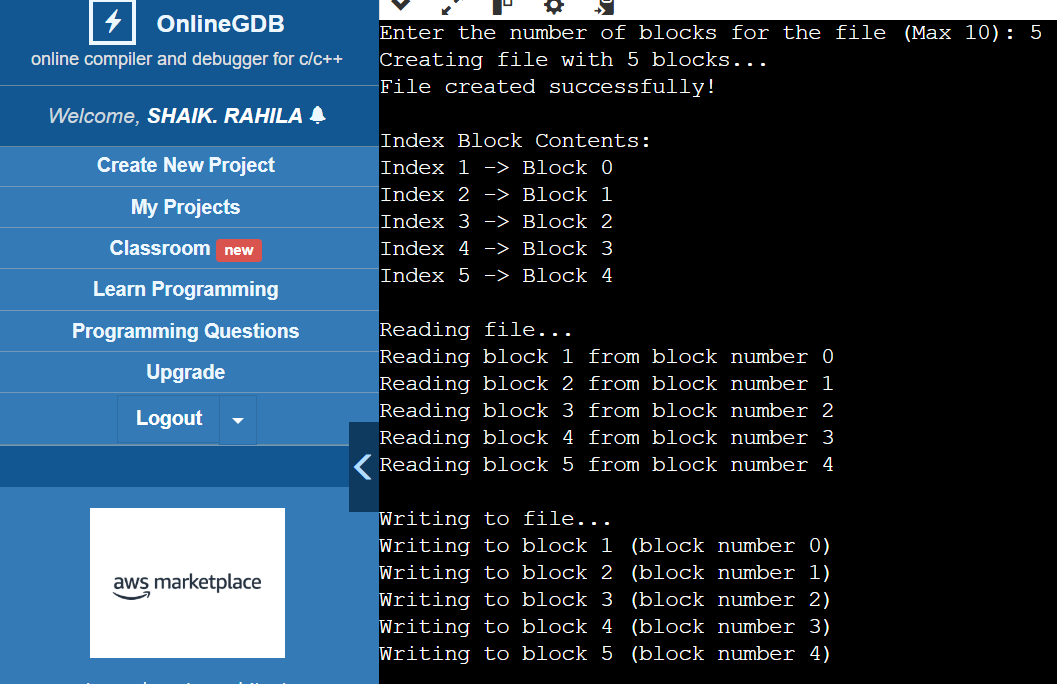 OnlineGDB
online compiler and debugger for c/c++
Welcome, SHAIK. RAHILA
Create New Project
My Projects
Classroom new
Learn Programming
Programming Questions
Upgrade
Logout
aws marketplace
Enter the number of blocks for the file (Max 10): 5
Creating file with 5 blocks...
File created successfully!
Index Block Contents:
Index 1 -> Block 0
Index 2 -> Block 1
Index 3 -> Block 2
Index 4 -> Block 3
Index 5 -> Block 4
Reading file...
Reading block 1 from block number 0
Reading block 2 from block number 1
Reading block 3 from block number 2
Reading block 4 from block number 3
Reading block 5 from block number 4
Writing to file...
Writing to block 1 (block number 0)
Writing to block 2 (block number 1)
Writing to block 3 (block number 2)
Writing to block 4 (block number 3)
Writing to block 5 (block number 4)